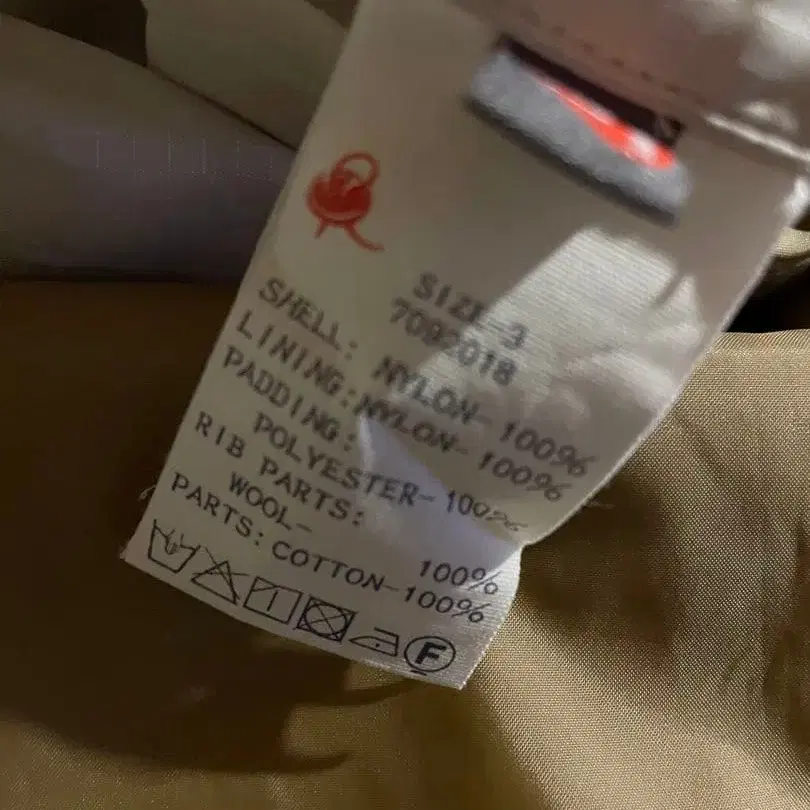 SIZE-3
7092018
SHELL: NYLON-100%
LINING: NYLON-100%
PADDING:
POLYESTER-100%
RIB PARTS:
WOOL- 100%
PARTS: COTTON-100%
F